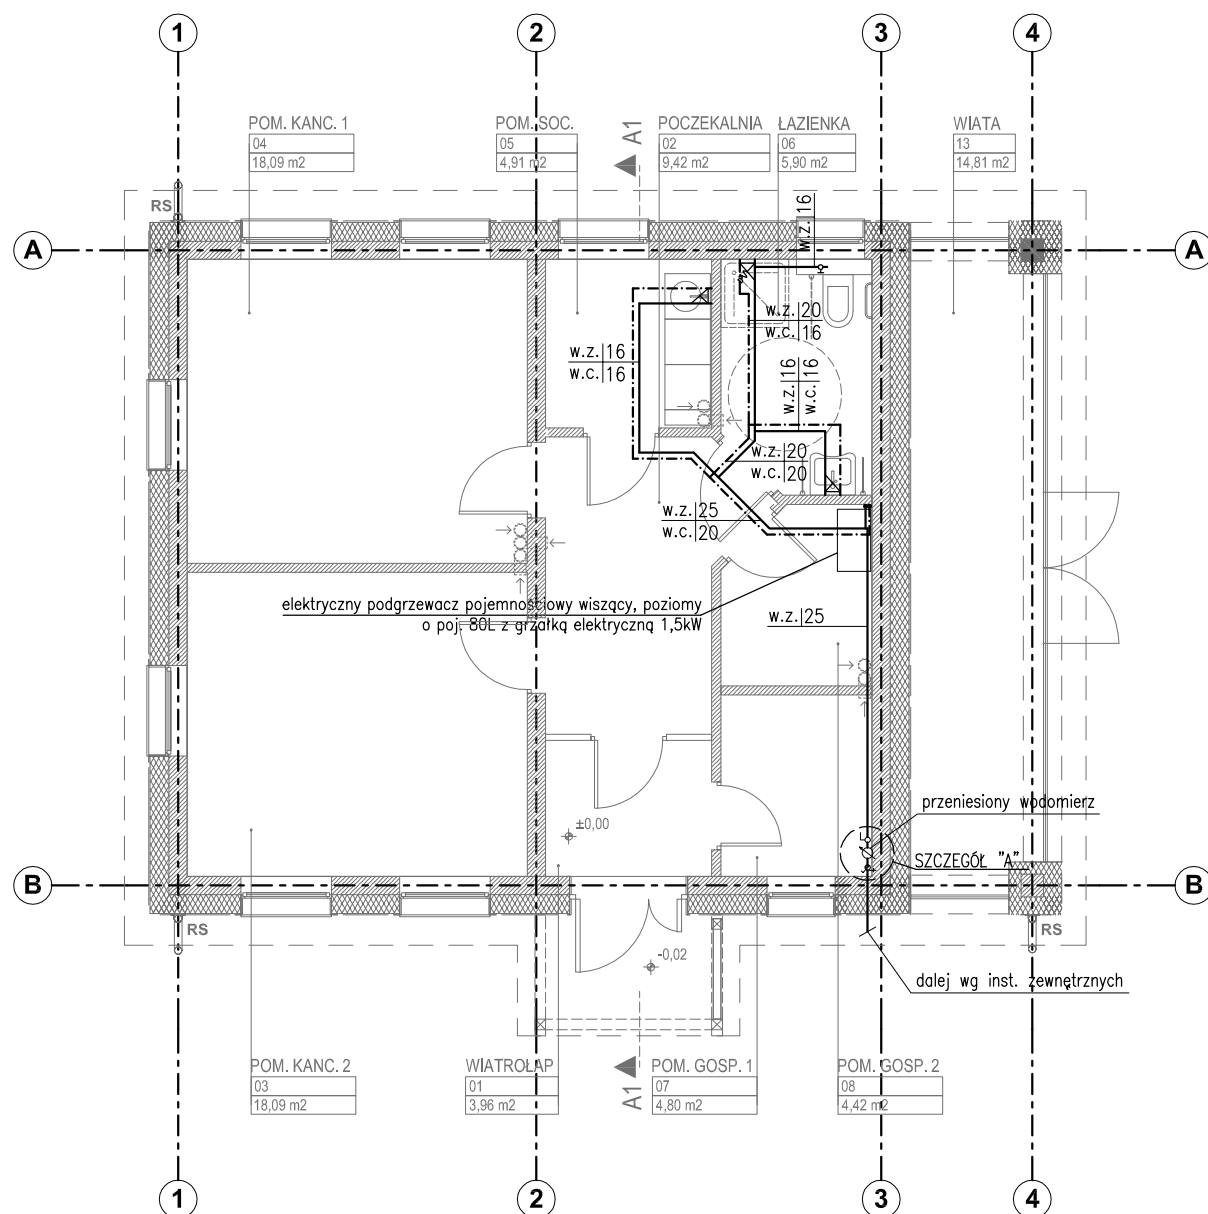 1
2
3
4
POM. KANC. 1
04
18,09 m2
POM. SOC.
05
4,91 m2
A1
POCZEKALNIA
02
9,42 m2
ŁAZIENKA
06
5,90 m2
WIATA
13
14,81 m2
RS
w.z. 16
A
A
w.z. 20
w.c. 16
w.z. 16
w.c. 16
w.z. 16
w.c. 16
w.z. 20
w.c. 20
w.z. 25
w.c. 20
elektryczny podgrzewacz pojemnościowy wiszący, poziomy
o poj. 80L z grzałką elektryczną 1,5kW
w.z. 25
przeniesiony wodomierz
±0,00
SZCZEGÓŁ "A"
B
B
RS
RS
-0,02
dalej wg inst. zewnętrznych
POM. KANC. 2
03
18,09 m2
WIATROŁAP
01
3,96 m2
A1
POM. GOSP. 1
07
4,80 m2
POM. GOSP. 2
08
4,42 m2
1
2
3
4